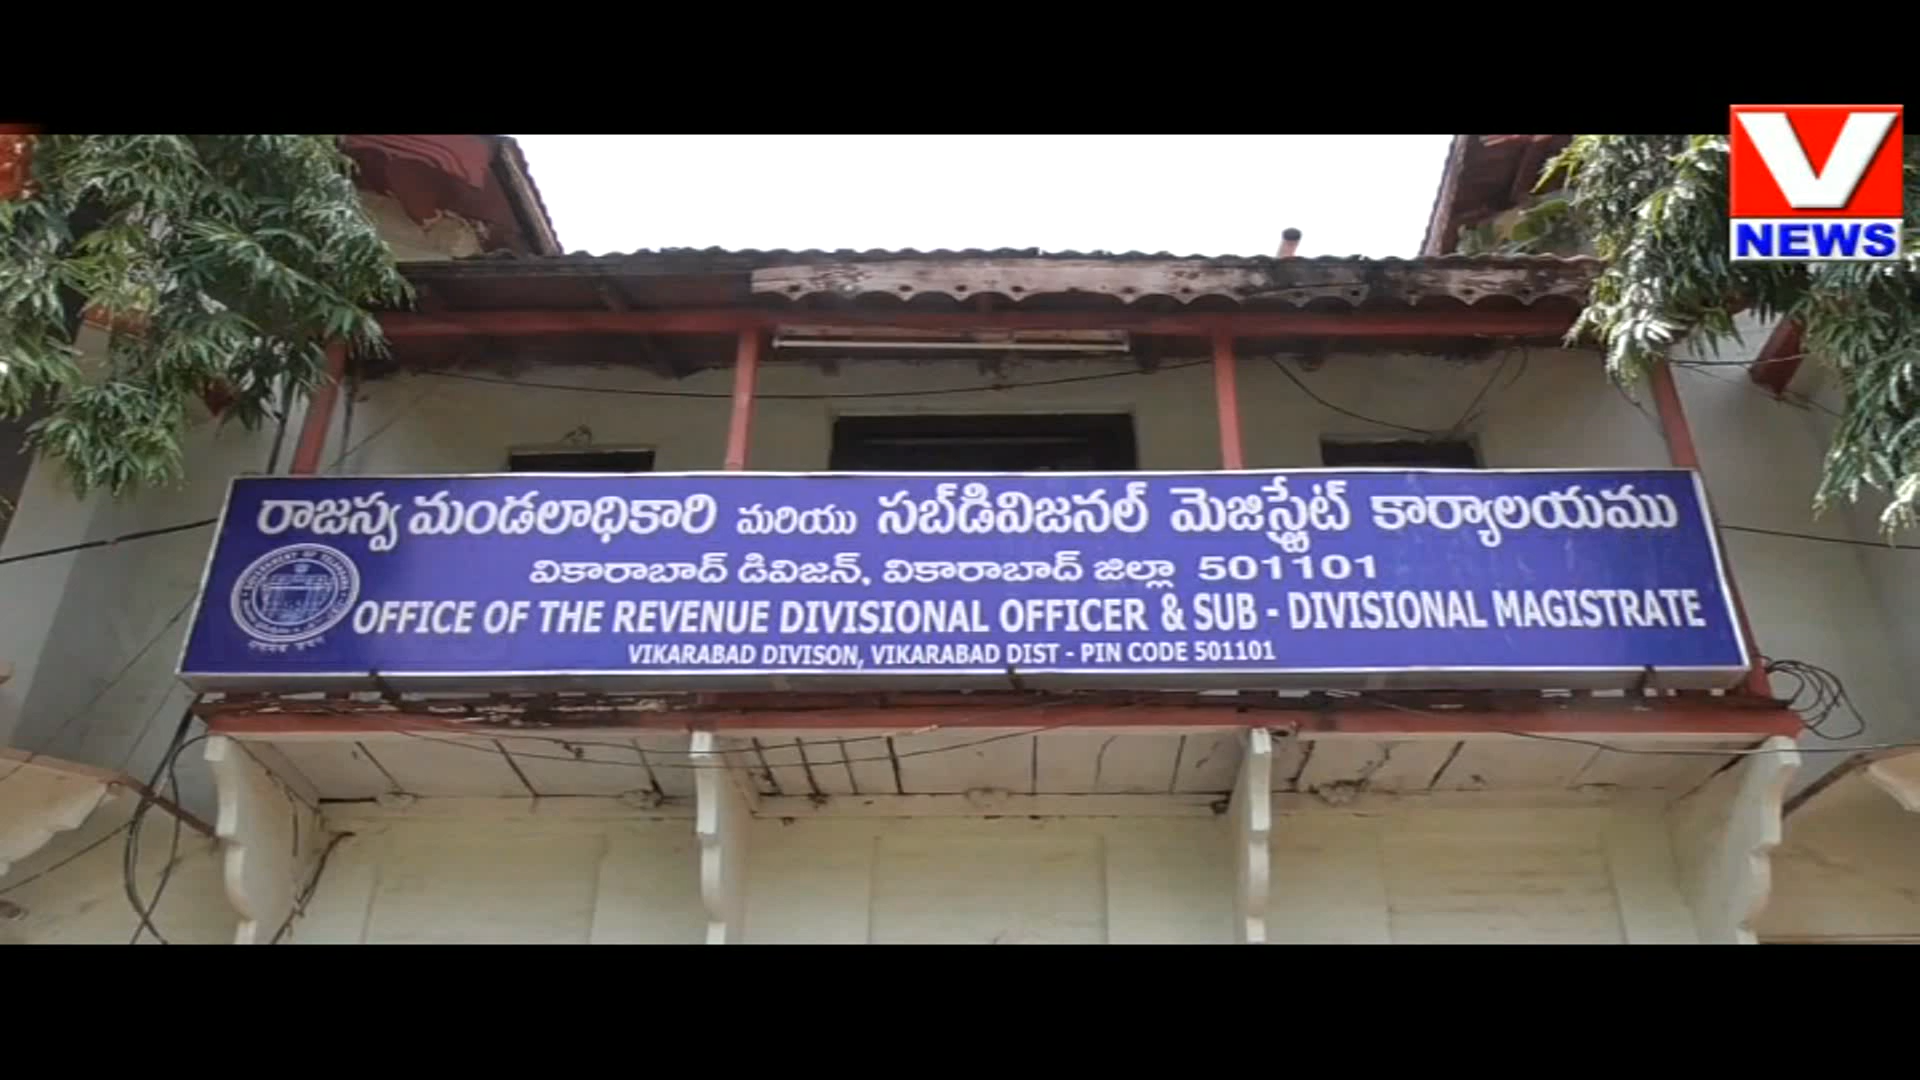 V
NEWS
రాజస్వ మండలాధికారి మరియు సబ్‌డివిజనల్ మెజిస్ట్రేట్ కార్యాలయము
వికారాబాద్ డివిజన్, వికారాబాద్ జిల్లా 501101
OFFICE OF THE REVENUE DIVISIONAL OFFICER & SUB - DIVISIONAL MAGISTRATE
VIKARABAD DIVISON, VIKARABAD DIST - PIN CODE 501101